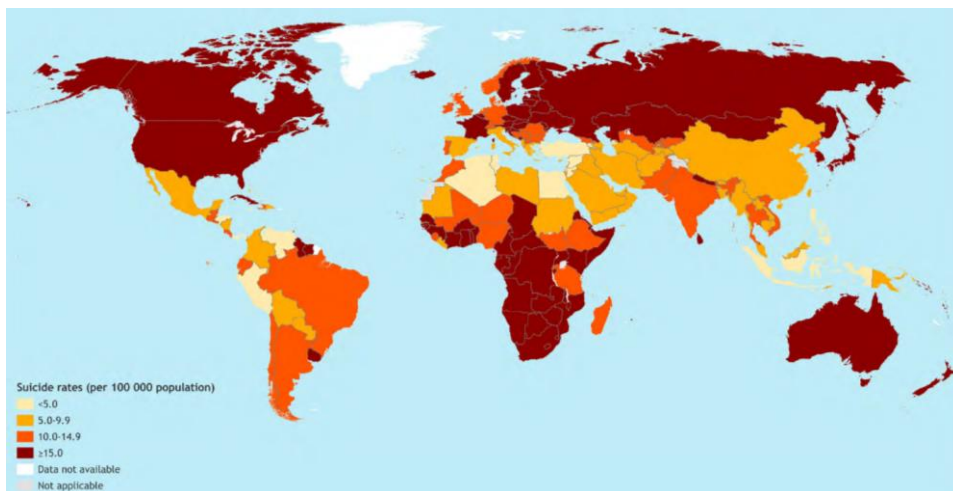 Suicide rates (per 100 000 population)
<5.0
5.0-9.9
10.0-14.9
≥15.0
Data not available
Not applicable